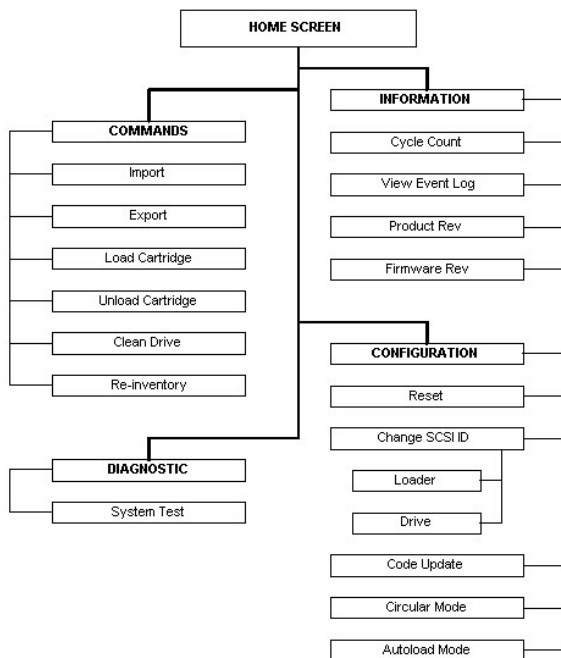 HOME SCREEN
COMMANDS
Import
Export
Load Cartridge
Unload Cartridge
Clean Drive
Re-inventory
DIAGNOSTIC
System Test
INFORMATION
Cycle Count
View Event Log
Product Rev
Firmware Rev
CONFIGURATION
Reset
Change SCSI ID
Loader
Drive
Code Update
Circular Mode
Autoload Mode